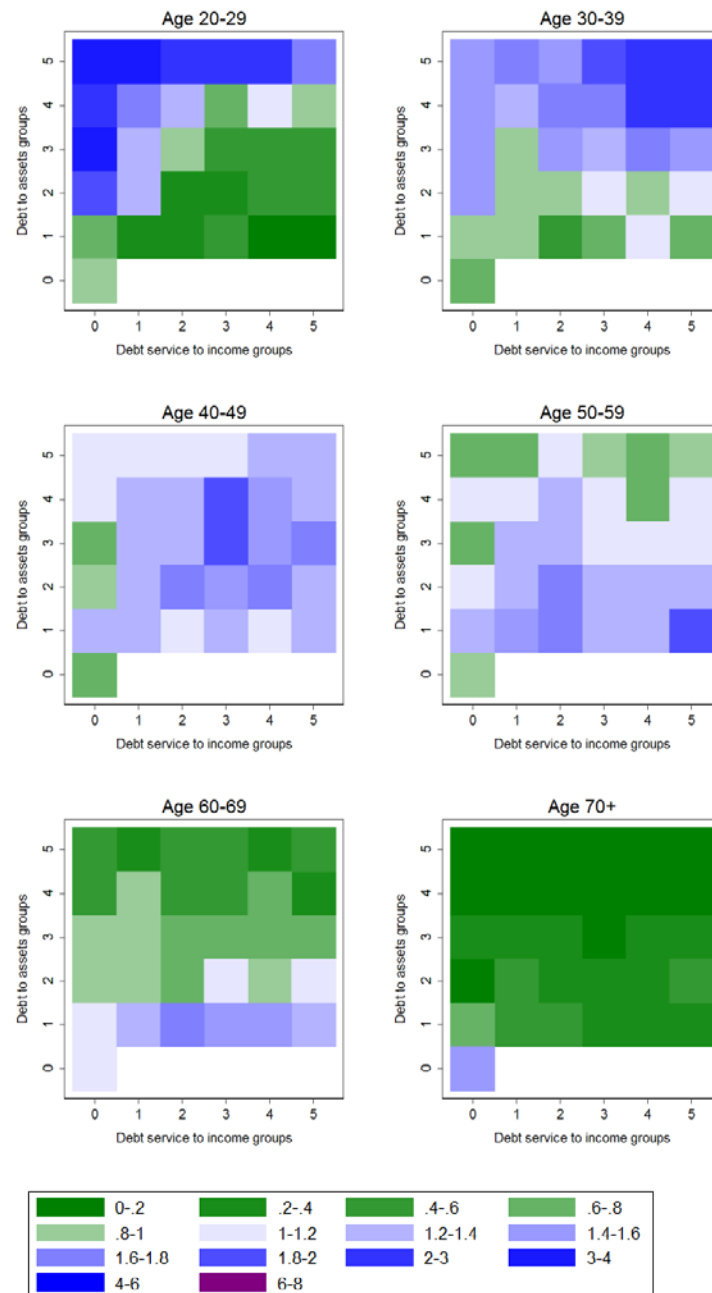 Age 20-29
Age 30-39
Debt to assets groups
5
4
3
2
1
0
0 1 2 3 4 5
Debt service to income groups
Debt to assets groups
5
4
3
2
1
0
0 1 2 3 4 5
Debt service to income groups
Age 40-49
Age 50-59
Debt to assets groups
5
4
3
2
1
0
0 1 2 3 4 5
Debt service to income groups
Debt to assets groups
5
4
3
2
1
0
0 1 2 3 4 5
Debt service to income groups
Age 60-69
Age 70+
Debt to assets groups
5
4
3
2
1
0
0 1 2 3 4 5
Debt service to income groups
Debt to assets groups
5
4
3
2
1
0
0 1 2 3 4 5
Debt service to income groups
0-.2 .2-.4 .4-.6 .6-.8
.8-1 1-1.2 1.2-1.4 1.4-1.6
1.6-1.8 1.8-2 2-3 3-4
4-6 6-8